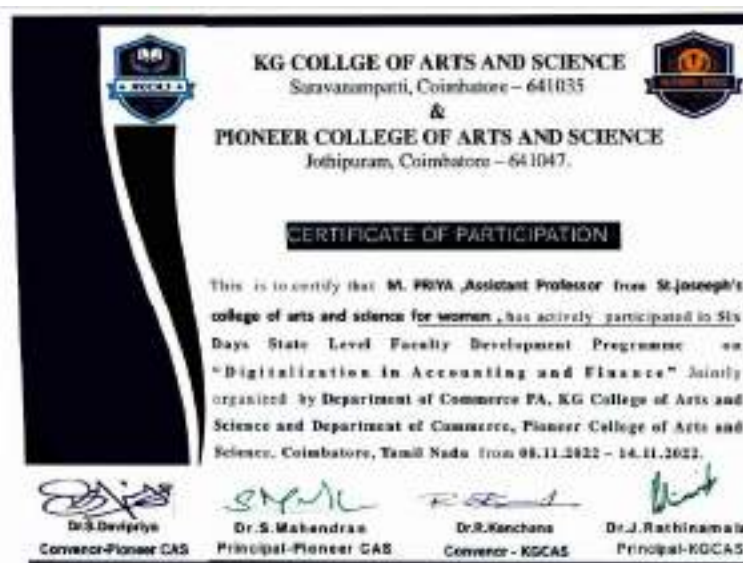 KGCAS
KG COLLGE OF ARTS AND SCIENCE
Saravanampatti, Coimbatore – 641035
&
PIONEER COLLEGE OF ARTS AND SCIENCE
Jothipuram, Coimbatore – 641047.
CERTIFICATE OF PARTICIPATION
This is to certify that M. PRIYA ,Assistant Professor from St.joseeph's
college of arts and science for women , has actively participated in Six
Days State Level Faculty Development Programme on
"Digitalization in Accounting and Finance" Jointly
organized by Department of Commerce PA, KG College of Arts and
Science and Department of Commerce, Pioneer College of Arts and
Science, Coimbatore, Tamil Nadu from 08.11.2022 – 14.11.2022.
Dr.S.Devipriya
Convenor-Pioneer CAS
Dr.S.Mahendran
Principal-Pioneer CAS
Dr.R.Kanchana
Convenor - KGCAS
Dr.J.Rathinamala
Principal-KGCAS